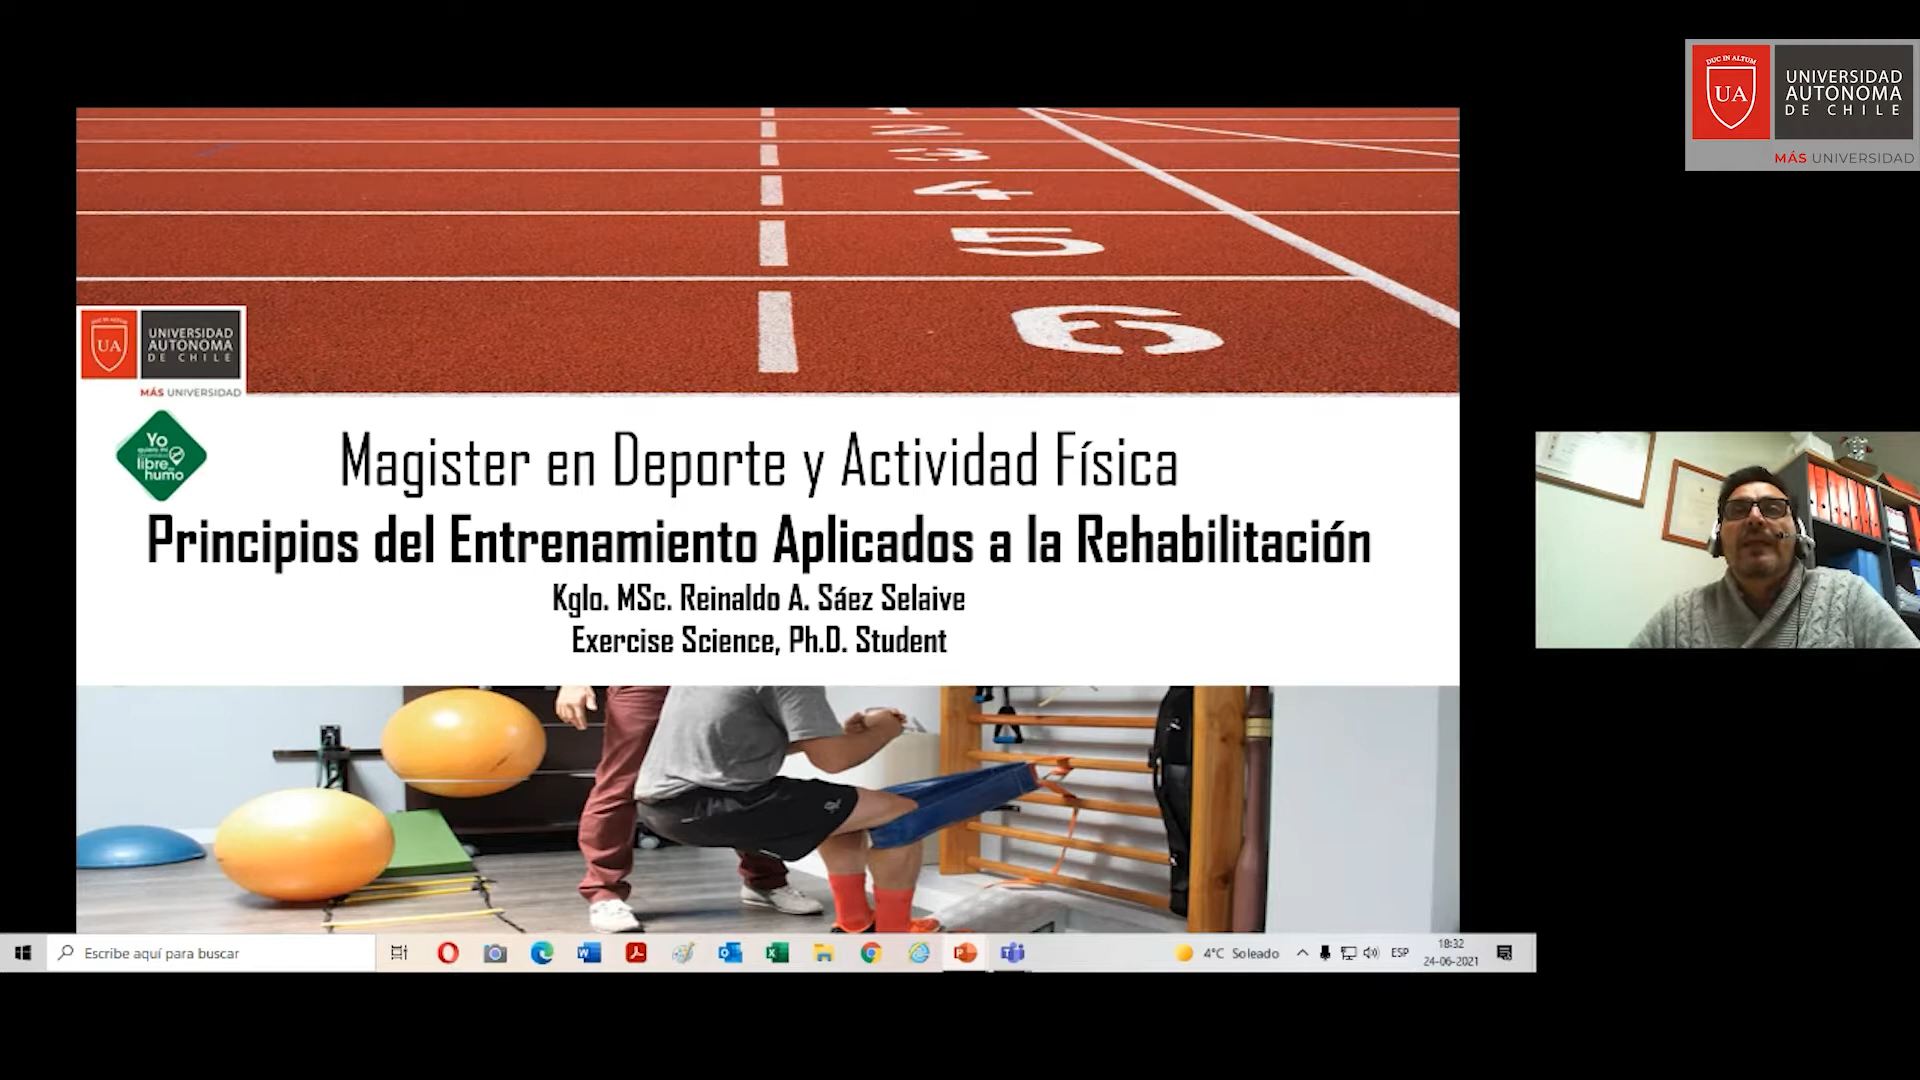 DUC IN ALTUM
UA
UNIVERSIDAD
AUTONOMA
DE CHILE
MÁS UNIVERSIDAD
1
2
3
4
5
6
UA
UNIVERSIDAD
AUTONOMA
DE CHILE
MÁS UNIVERSIDAD
Yo
libre
humo
Magister en Deporte y Actividad Física
Principios del Entrenamiento Aplicados a la Rehabilitación
Kglo. MSc. Reinaldo A. Sáez Selaive
Exercise Science, Ph.D. Student
Escribe aquí para buscar
4°C Soleado
ESP
18:32
24-06-2021